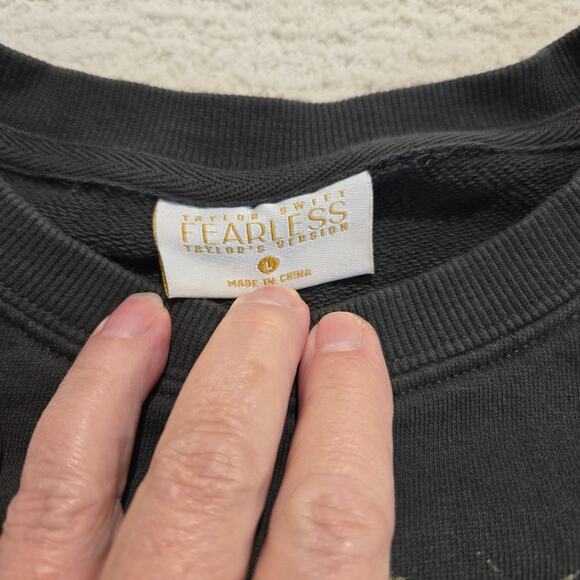 TAYLOR SWIFT
FEARLESS
TAYLOR'S VERSION
L
MADE IN CHINA